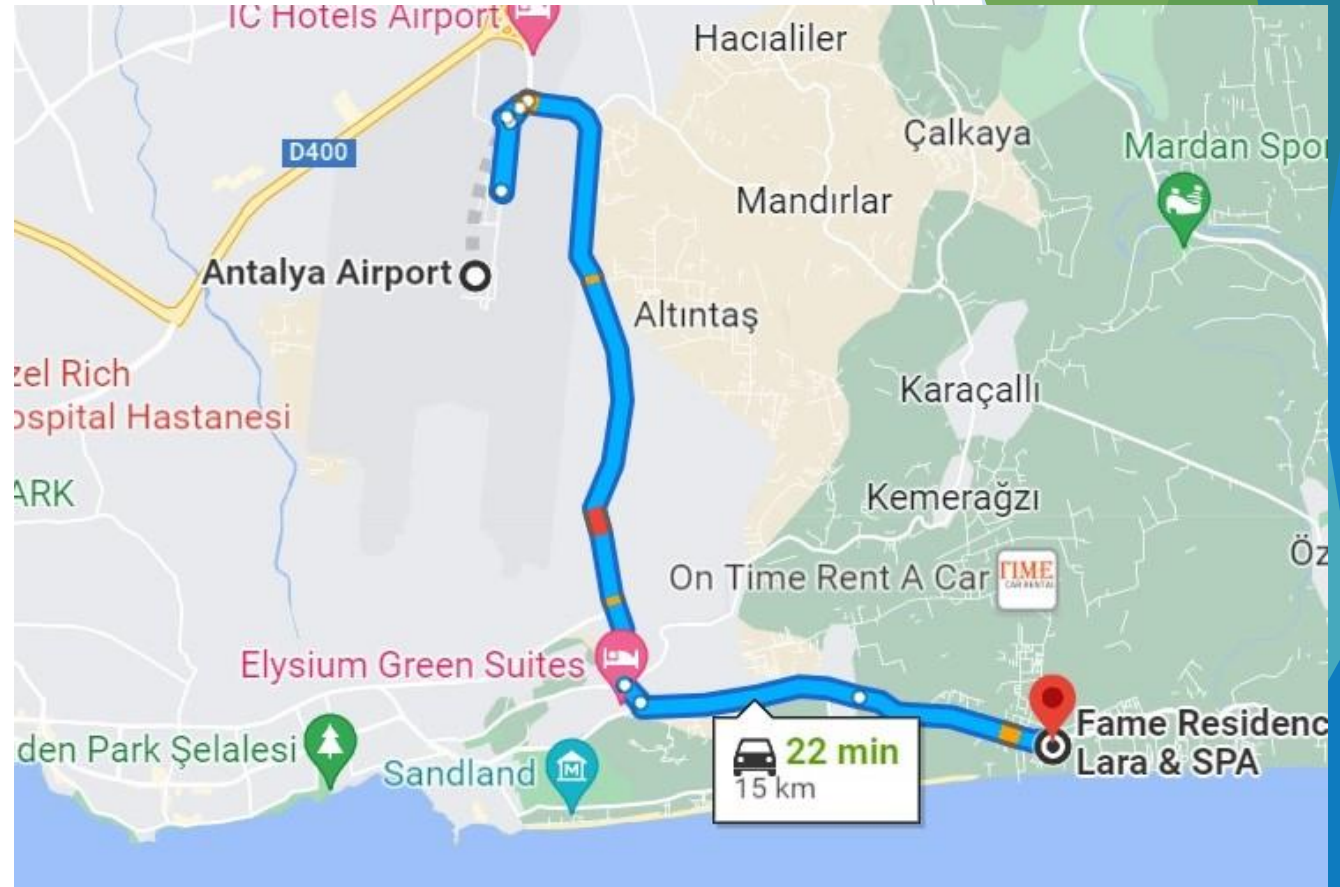 IC Hotels Airport
Hacıaliler
D400
Çalkaya
Mardan Spor
Mandırlar
Antalya Airport
Altıntaş
zel Rich
ospital Hastanesi
Karaçallı
ARK
Kemerağzı
Öz
On Time Rent A Car
TIME
CAR RENTAL
Elysium Green Suites
den Park Şelalesi
Sandland
M
22 min
15 km
Fame Residenc
Lara & SPA